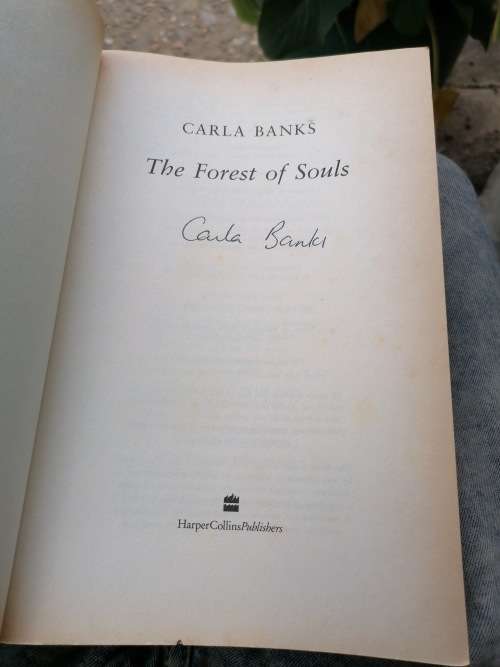 CARLA BANKS
The Forest of Souls
Carla Banks
HarperCollinsPublishers